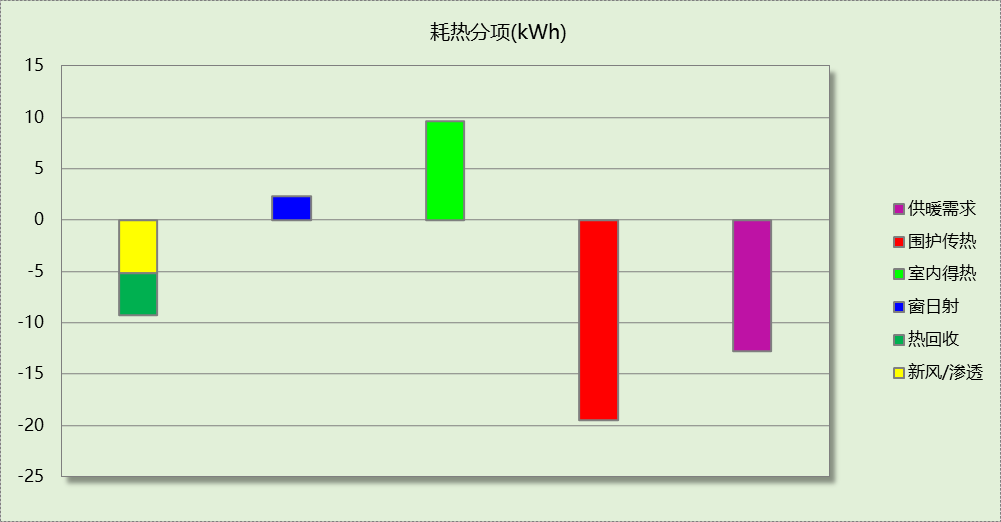 耗热分项(kWh)
15
10
5
0
-5
-10
-15
-20
-25
供暖需求
围护传热
室内得热
窗日射
热回收
新风/渗透